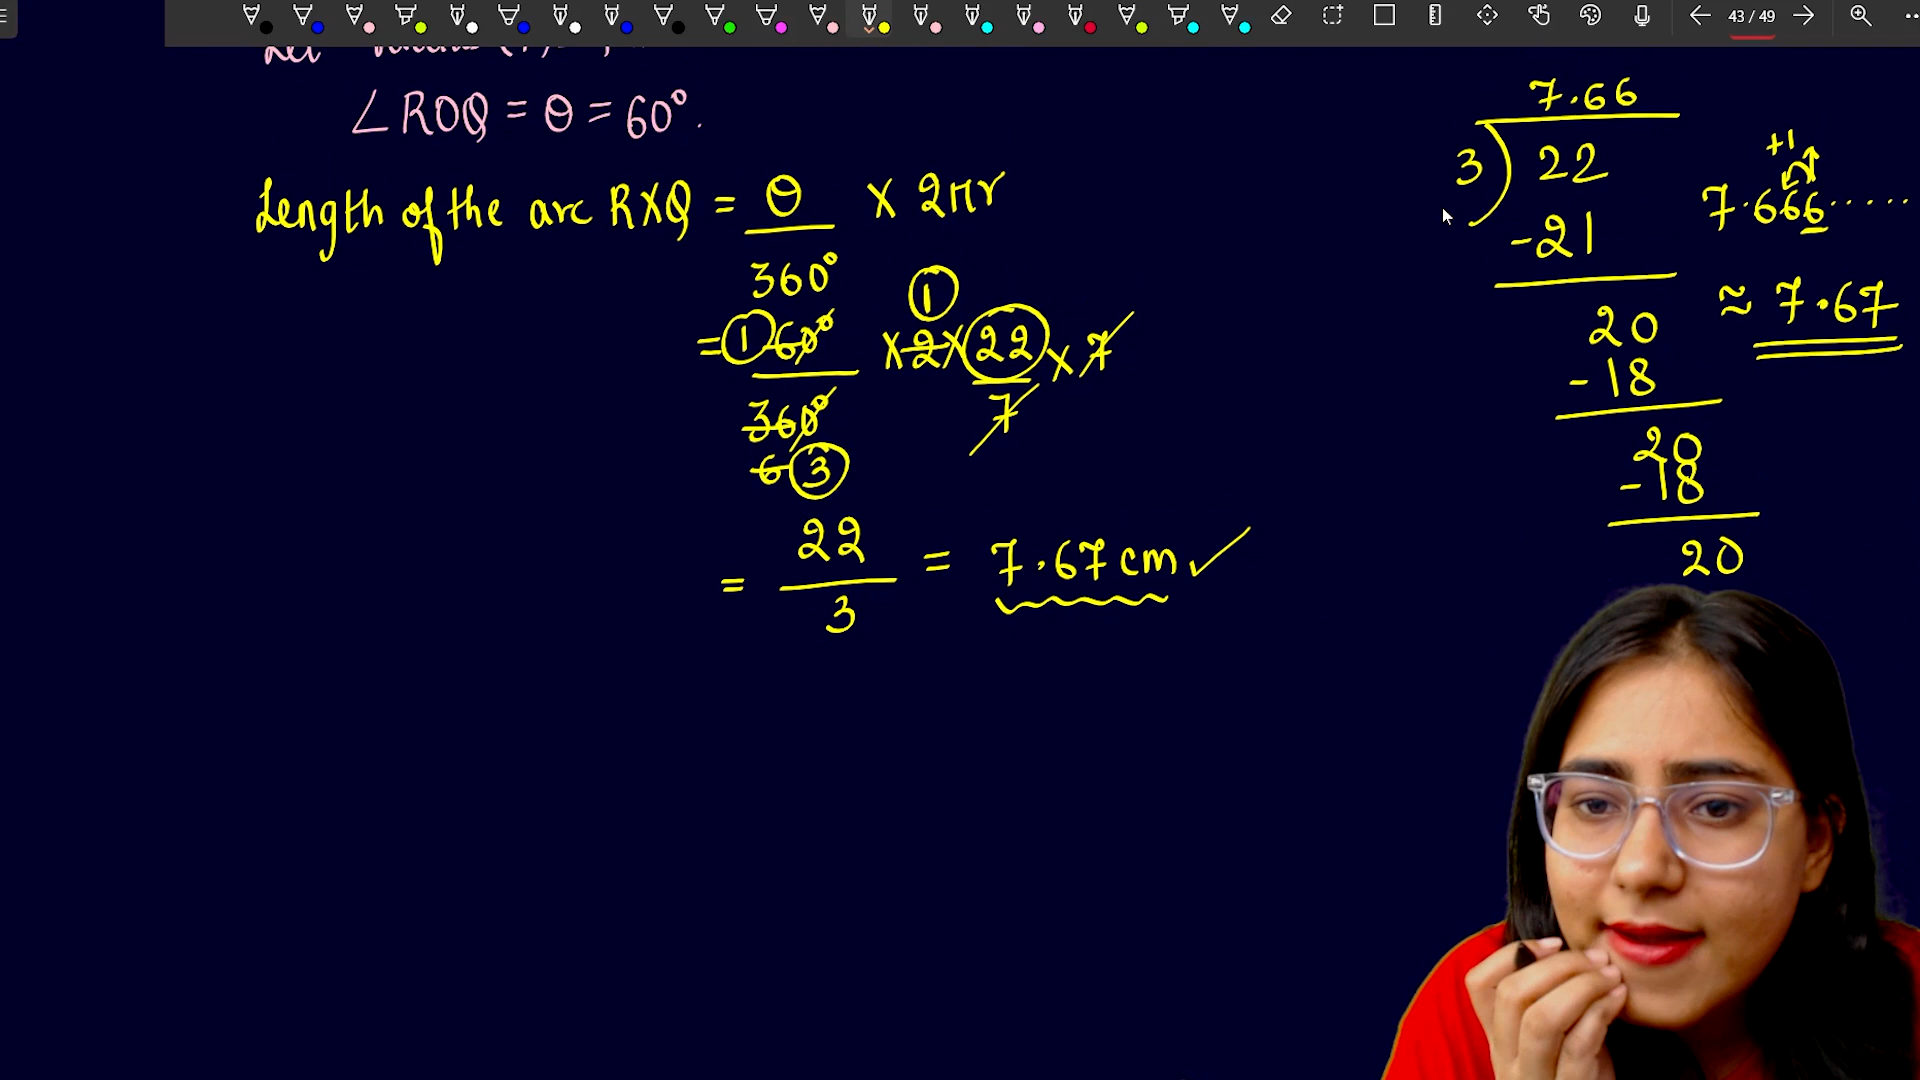 43 / 49
∠ROQ = θ = 60°.
Length of the arc RXQ = θ × 2πr
360°
= 1 60° × 2 × 22 × 7
1
360° 7
6 3
= 22 = 7.67 cm ✓
3
7.66
3 ) 22
-21
20
-18
20
-18
20
+1
7.666.....
≈ 7.67